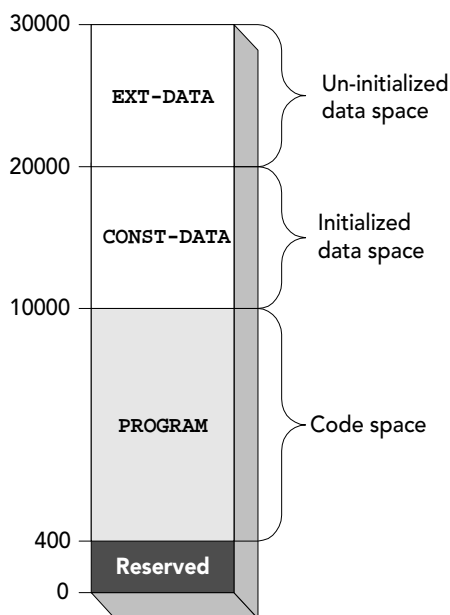 30000
EXT-DATA
Un-initialized
data space
20000
CONST-DATA
Initialized
data space
10000
PROGRAM
Code space
400
Reserved
0